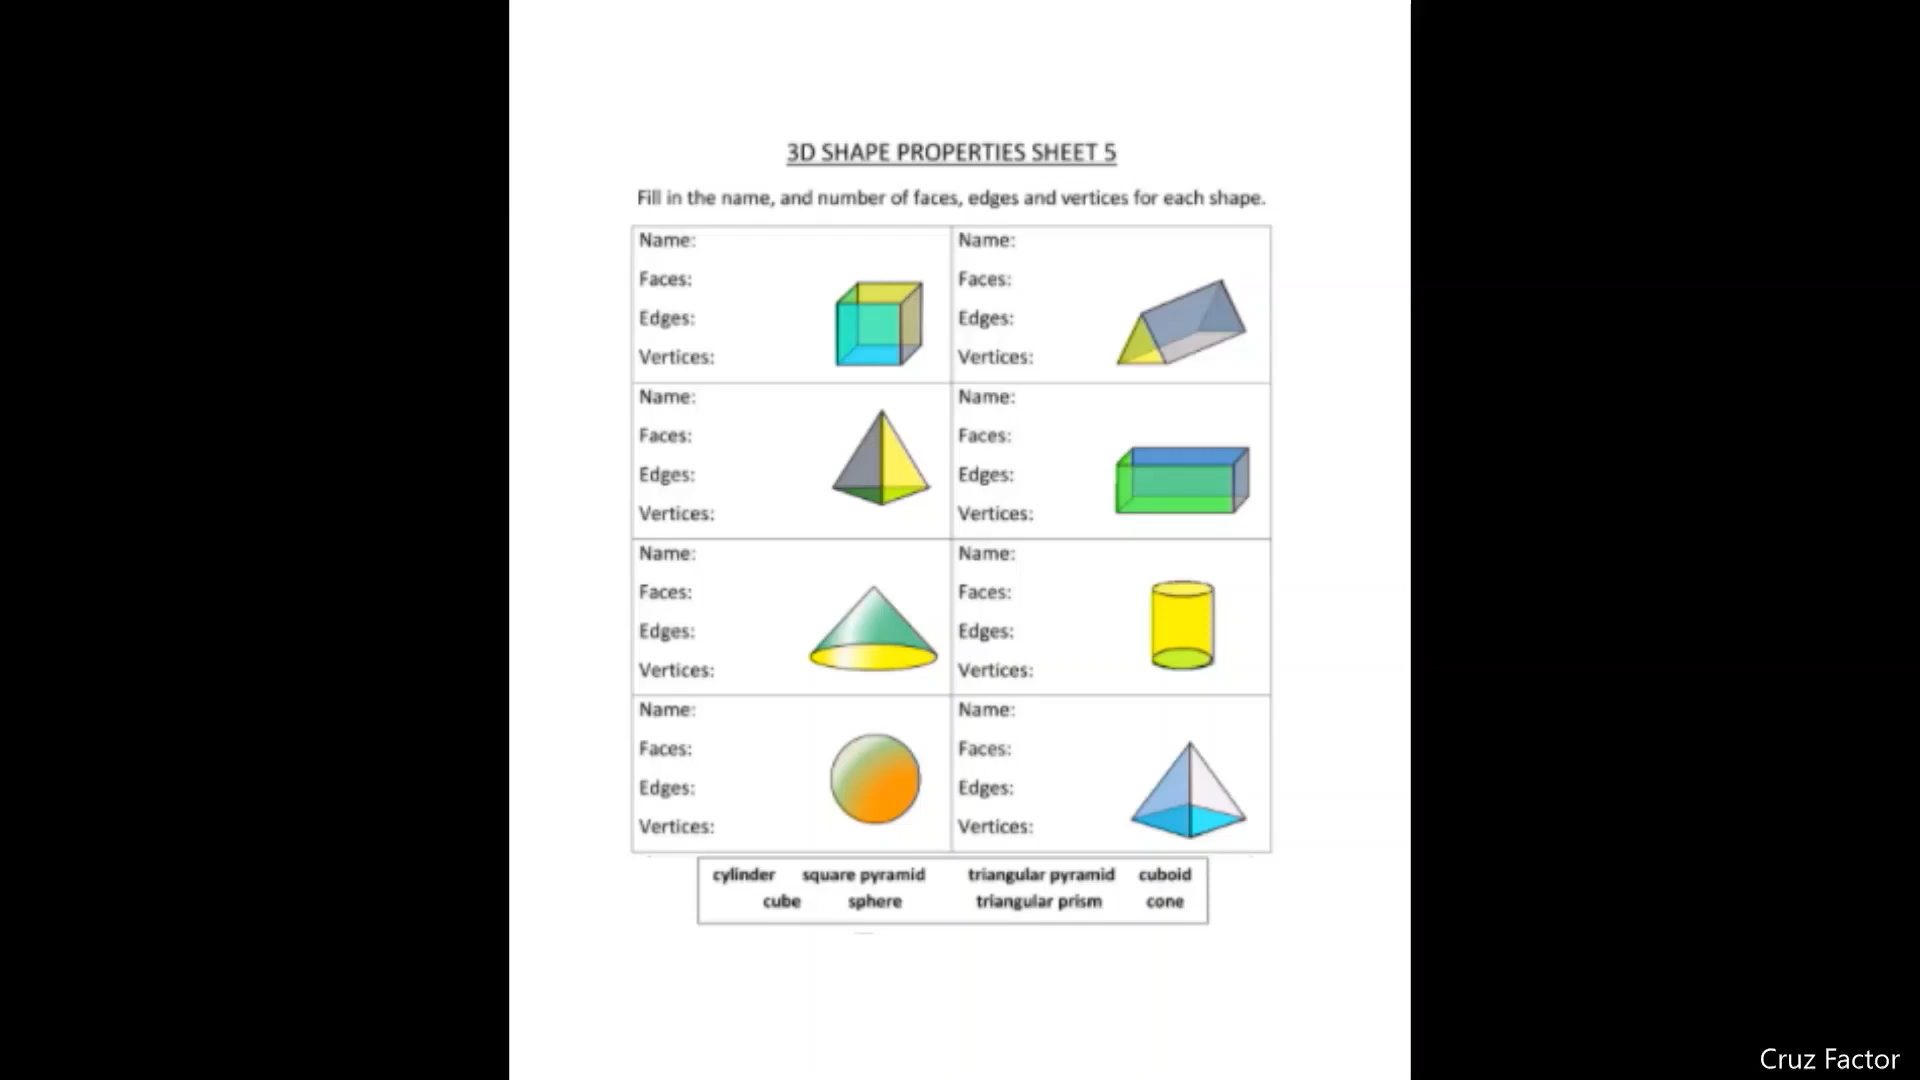 3D SHAPE PROPERTIES SHEET 5
Fill in the name, and number of faces, edges and vertices for each shape.
Name:
Faces:
Edges:
Vertices:
Name:
Faces:
Edges:
Vertices:
Name:
Faces:
Edges:
Vertices:
Name:
Faces:
Edges:
Vertices:
Name:
Faces:
Edges:
Vertices:
Name:
Faces:
Edges:
Vertices:
Name:
Faces:
Edges:
Vertices:
Name:
Faces:
Edges:
Vertices:
cylinder square pyramid triangular pyramid cuboid
cube sphere triangular prism cone
Cruz Factor